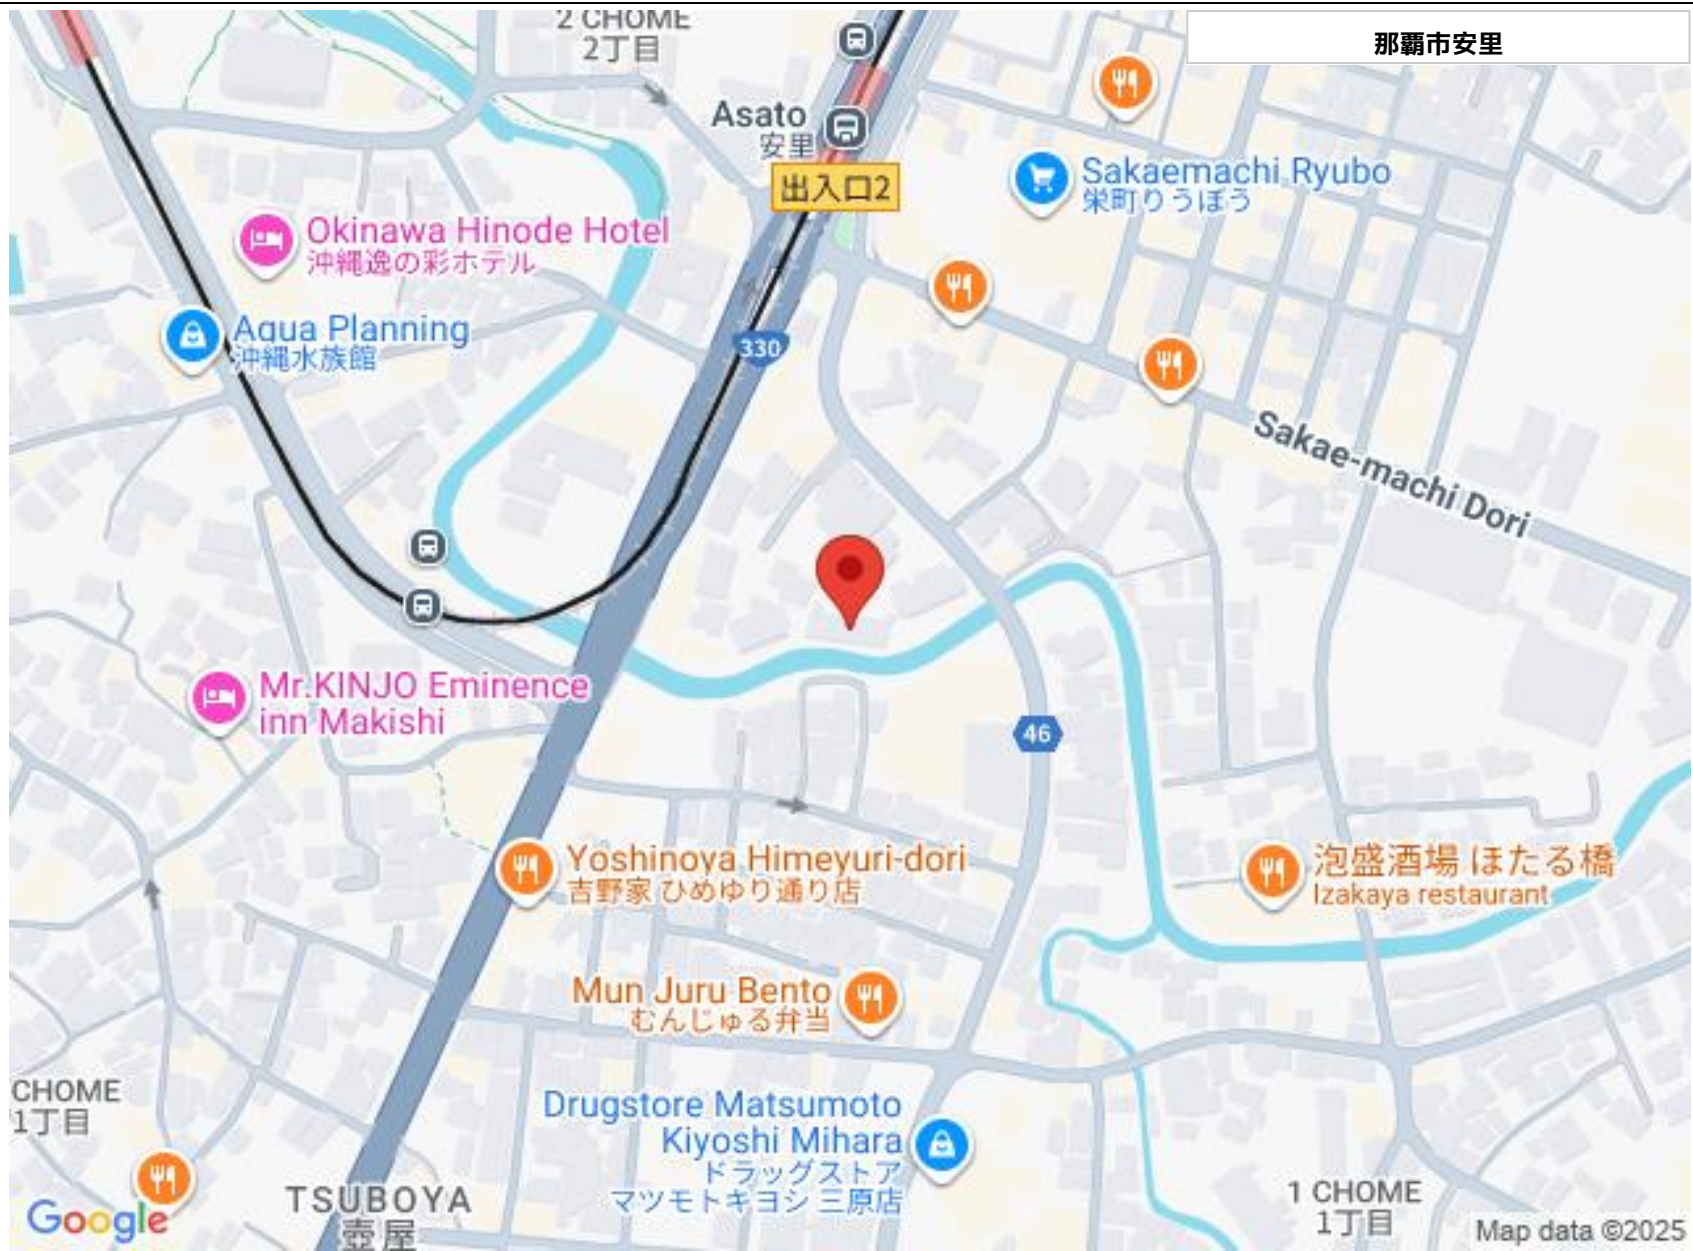 2 CHOME
2丁目
那覇市安里
Asato
安里
出入口2
Sakaemachi Ryubo
栄町りうぼう
Okinawa Hinode Hotel
沖縄逸の彩ホテル
Aqua Planning
沖縄水族館
330
Sakae-machi Dori
Mr.KINJO Eminence
inn Makishi
46
Yoshinoya Himeyuri-dori
吉野家 ひめゆり通り店
泡盛酒場 ほたる橋
Izakaya restaurant
Mun Juru Bento
むんじゅる弁当
CHOME
1丁目
Drugstore Matsumoto
Kiyoshi Mihara
ドラッグストア
マツモトキヨシ 三原店
TSUBOYA
壺屋
1 CHOME
1丁目
Google
Map data ©2025